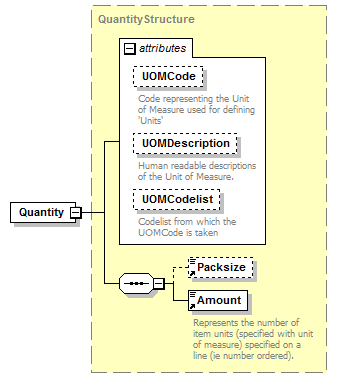 QuantityStructure
attributes
UOMCode
Code representing the Unit
of Measure used for defining
'Units'
UOMDescription
Human readable descriptions
of the Unit of Measure.
UOMCodelist
Codelist from which the
UOMCode is taken
Quantity
Packsize
Amount
Represents the number of
item units (specified with unit
of measure) specified on a
line (ie number ordered).